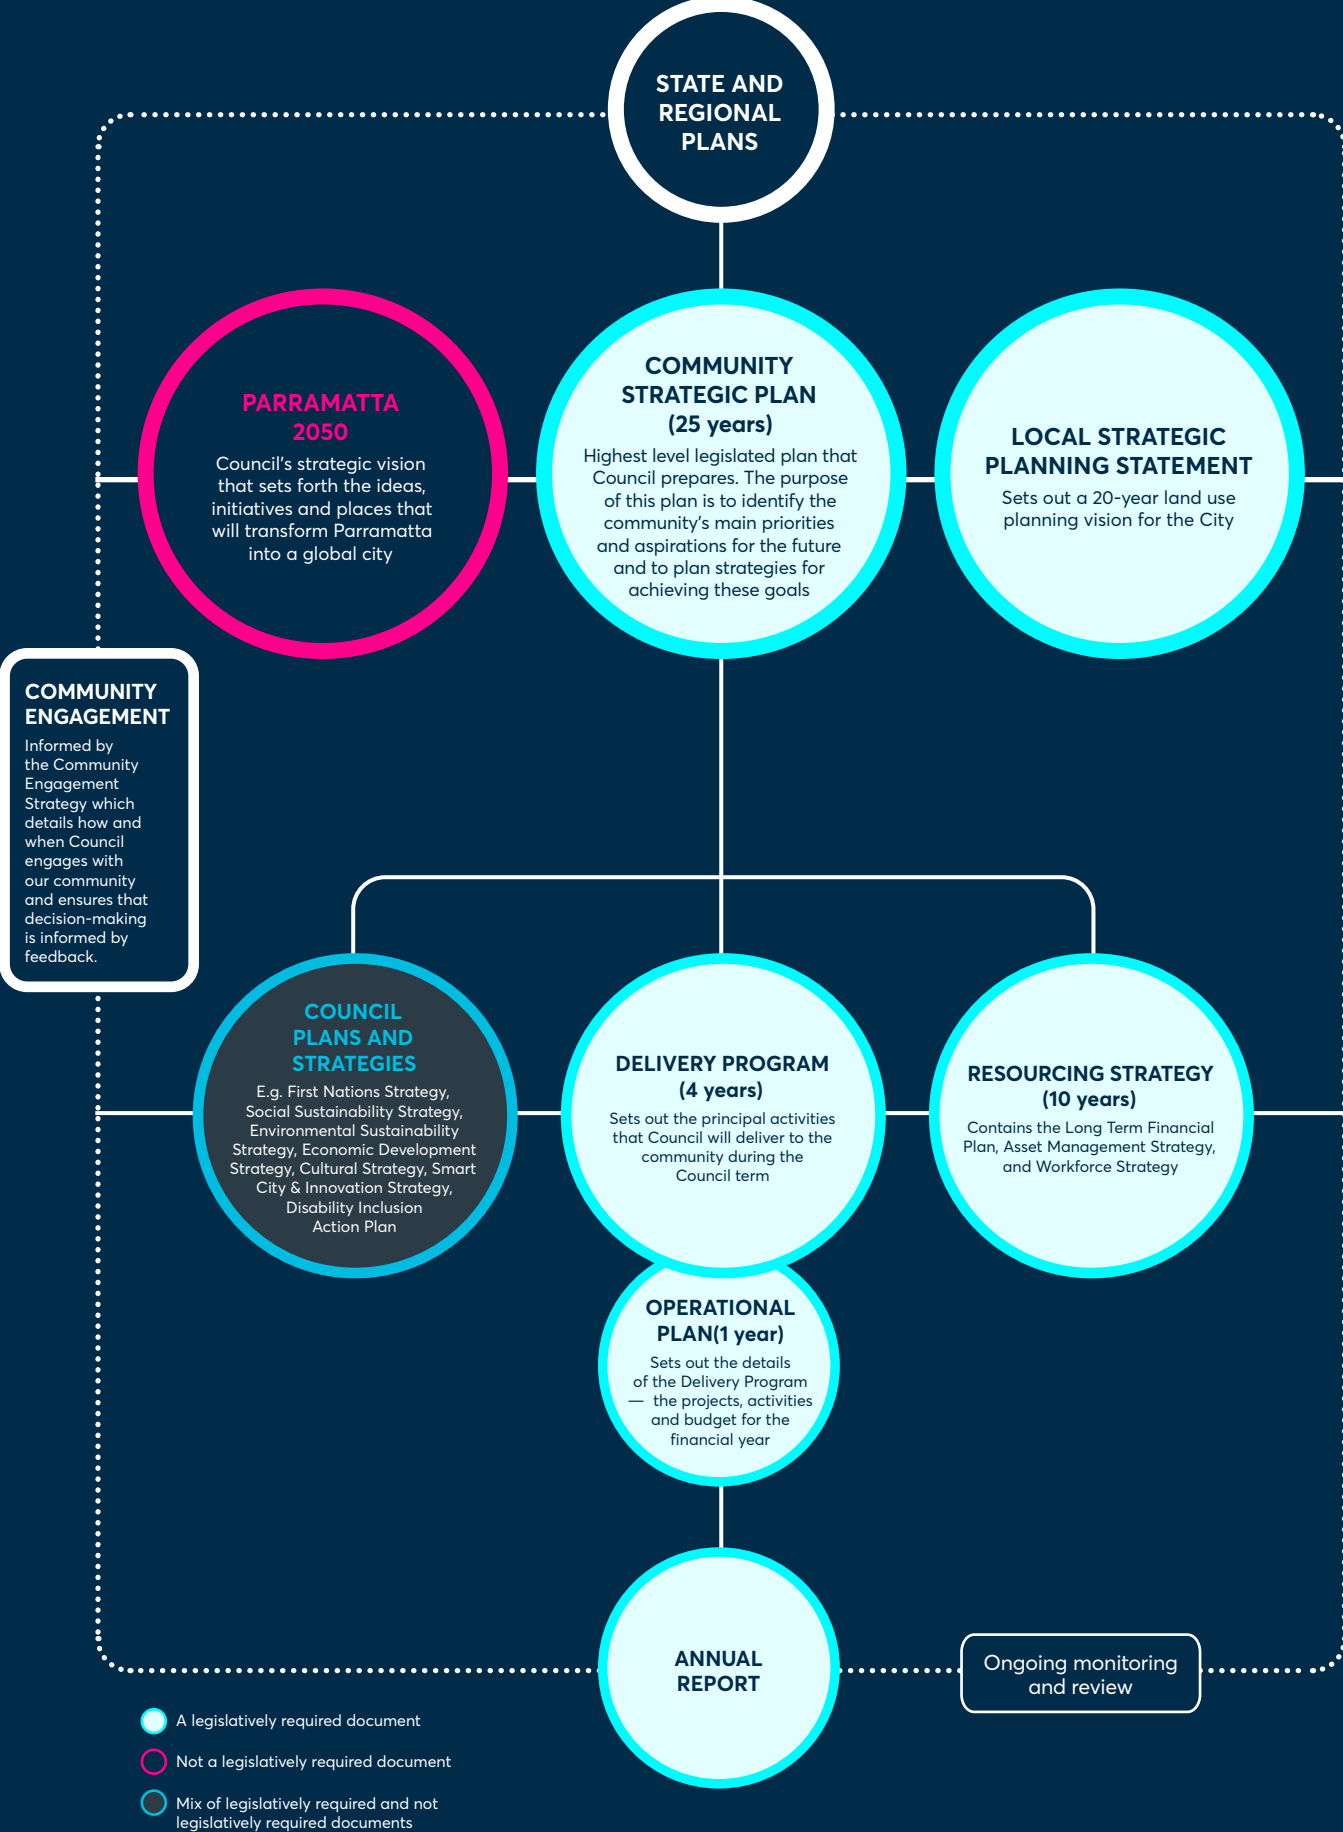 STATE AND
REGIONAL
PLANS
PARRAMATTA
2050
Council's strategic vision
that sets forth the ideas,
initiatives and places that
will transform Parramatta
into a global city
COMMUNITY
STRATEGIC PLAN
(25 years)
Highest level legislated plan that
Council prepares. The purpose
of this plan is to identify the
community's main priorities
and aspirations for the future
and to plan strategies for
achieving these goals
LOCAL STRATEGIC
PLANNING STATEMENT
Sets out a 20-year land use
planning vision for the City
COMMUNITY
ENGAGEMENT
Informed by
the Community
Engagement
Strategy which
details how and
when Council
engages with
our community
and ensures that
decision-making
is informed by
feedback.
COUNCIL
PLANS AND
STRATEGIES
E.g. First Nations Strategy,
Social Sustainability Strategy,
Environmental Sustainability
Strategy, Economic Development
Strategy, Cultural Strategy, Smart
City & Innovation Strategy,
Disability Inclusion
Action Plan
DELIVERY PROGRAM
(4 years)
Sets out the principal activities
that Council will deliver to the
community during the
Council term
RESOURCING STRATEGY
(10 years)
Contains the Long Term Financial
Plan, Asset Management Strategy,
and Workforce Strategy
OPERATIONAL
PLAN(1 year)
Sets out the details
of the Delivery Program
— the projects, activities
and budget for the
financial year
ANNUAL
REPORT
Ongoing monitoring
and review
A legislatively required document
Not a legislatively required document
Mix of legislatively required and not
legislatively required documents